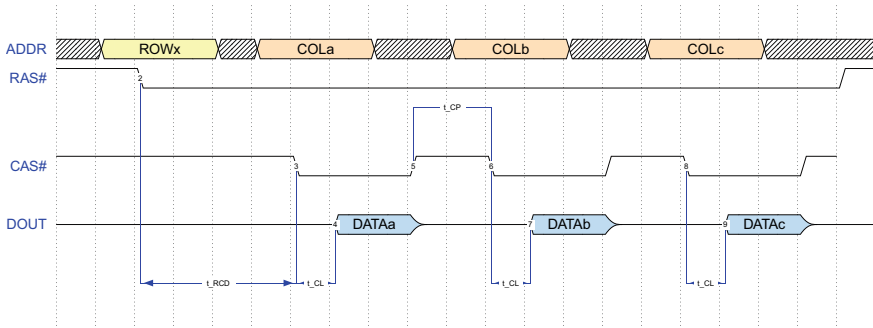 ADDR ROWx COLa COLb COLc
RAS# 2
t_CP
CAS# 3 5 6 8
DOUT 4 DATAa 7 DATAb 9 DATAc
t_RCD t_CL t_CL t_CL